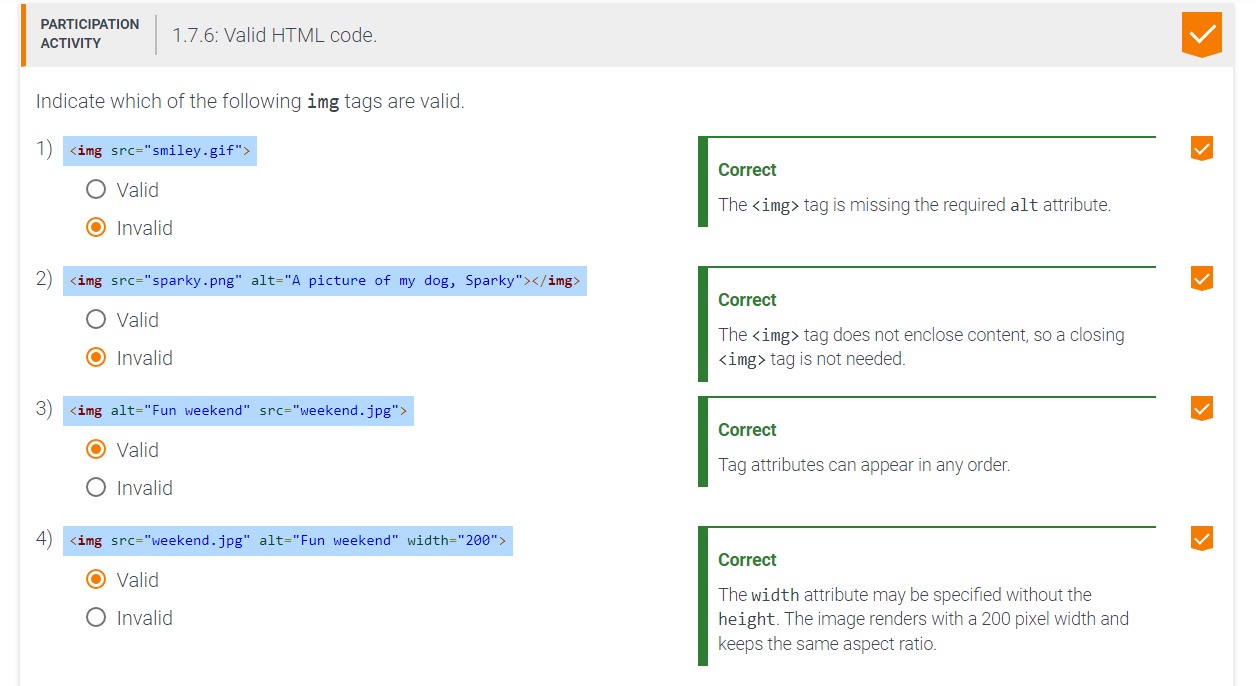 PARTICIPATION
ACTIVITY
1.7.6: Valid HTML code.
Indicate which of the following img tags are valid.
1) <img src="smiley.gif">
Valid
Invalid
Correct
The <img> tag is missing the required alt attribute.
2) <img src="sparky.png" alt="A picture of my dog, Sparky"></img>
Valid
Invalid
Correct
The <img> tag does not enclose content, so a closing
<img> tag is not needed.
3) <img alt="Fun weekend" src="weekend.jpg">
Valid
Invalid
Correct
Tag attributes can appear in any order.
4) <img src="weekend.jpg" alt="Fun weekend" width="200">
Valid
Invalid
Correct
The width attribute may be specified without the
height. The image renders with a 200 pixel width and
keeps the same aspect ratio.